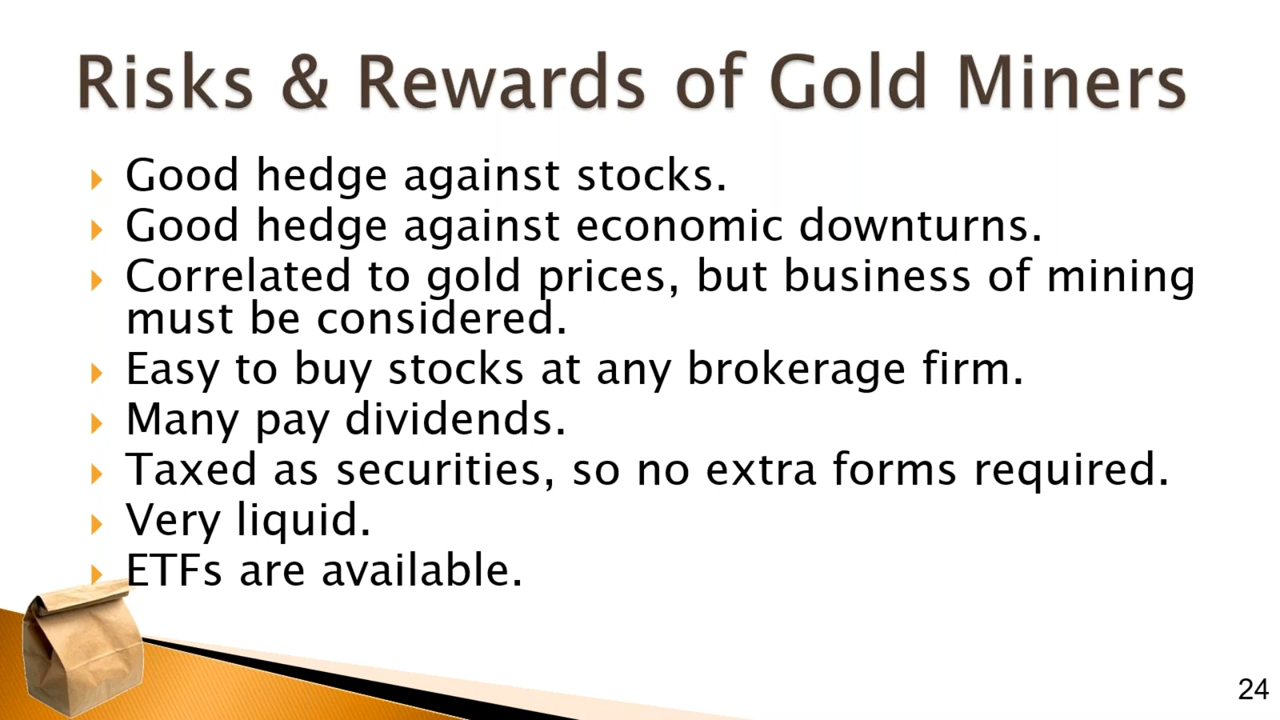 Risks & Rewards of Gold Miners
Good hedge against stocks.
Good hedge against economic downturns.
Correlated to gold prices, but business of mining
must be considered.
Easy to buy stocks at any brokerage firm.
Many pay dividends.
Taxed as securities, so no extra forms required.
Very liquid.
ETFs are available.
24